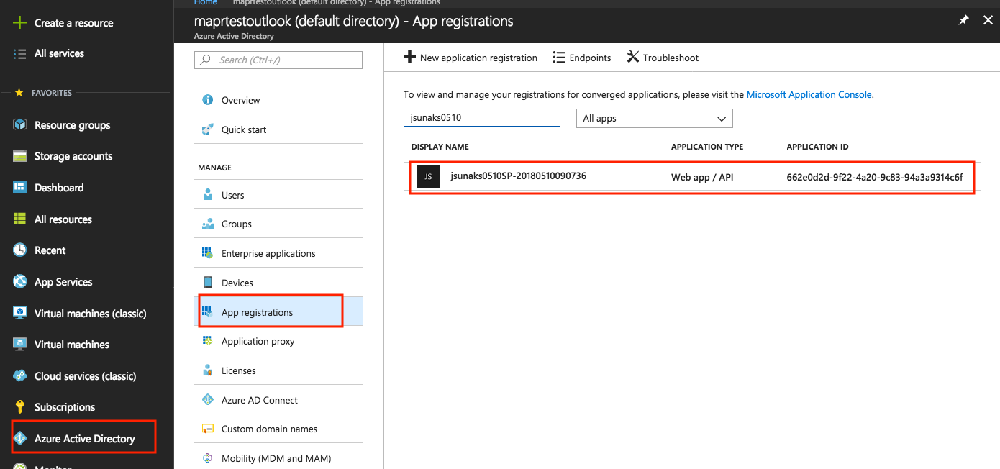 Home maprtestoutlook (default directory) - App registrations
maprtestoutlook (default directory) - App registrations
Azure Active Directory
Create a resource
All services
FAVORITES
Resource groups
Storage accounts
Dashboard
All resources
Recent
App Services
Virtual machines (classic)
Virtual machines
Cloud services (classic)
Subscriptions
Azure Active Directory
Monitor
Search (Ctrl+/)
Overview
Quick start
MANAGE
Users
Groups
Enterprise applications
Devices
App registrations
Application proxy
Licenses
Azure AD Connect
Custom domain names
Mobility (MDM and MAM)
New application registration Endpoints Troubleshoot
To view and manage your registrations for converged applications, please visit the Microsoft Application Console.
jsunaks0510 All apps
DISPLAY NAME APPLICATION TYPE APPLICATION ID
JS jsunaks0510SP-20180510090736 Web app / API 662e0d2d-9f22-4a20-9c83-94a3a9314c6f